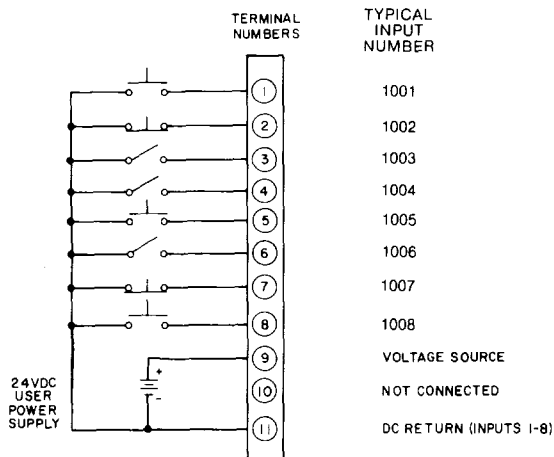 TERMINAL
NUMBERS
TYPICAL
INPUT
NUMBER
1 1001
2 1002
3 1003
4 1004
5 1005
6 1006
7 1007
8 1008
+ 9 VOLTAGE SOURCE
24VDC
USER
POWER
SUPPLY
- 10 NOT CONNECTED
11 DC RETURN (INPUTS 1-8)